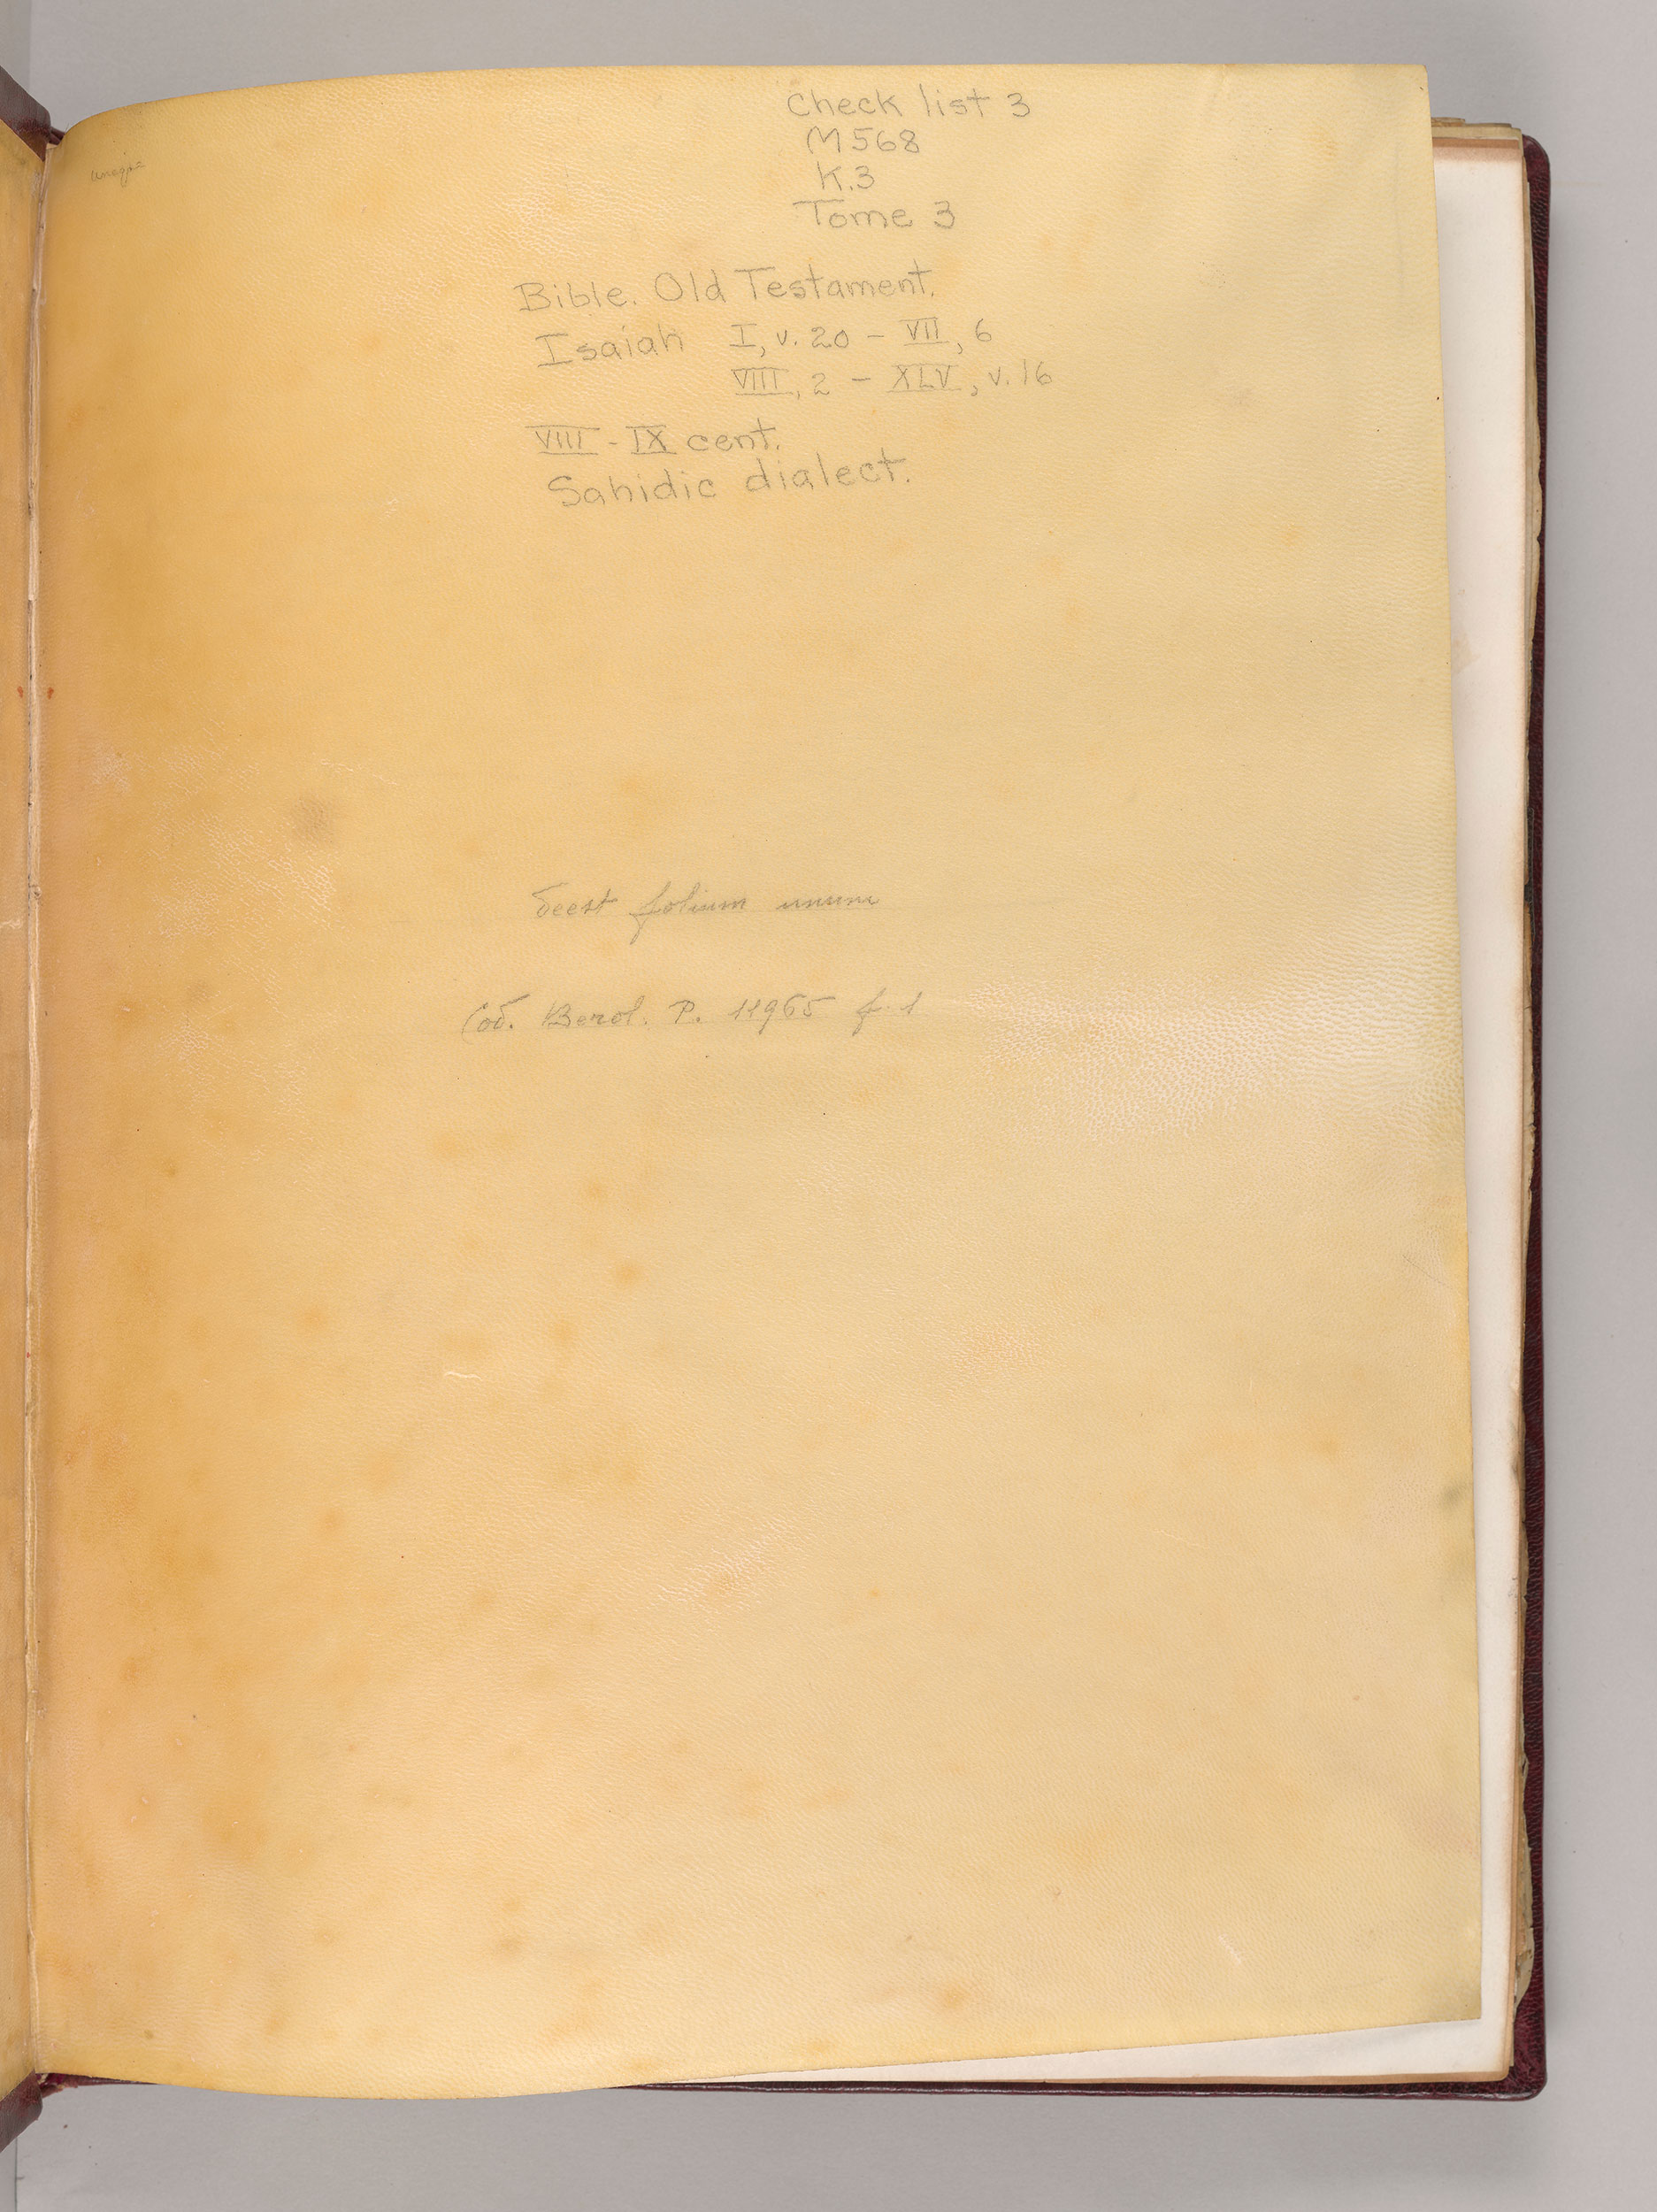 Check list 3
M568
K.3
Tome 3
Bible. Old Testament.
Isaiah I, v. 20 - VII, 6
VIII, 2 - XLV, v. 16
VIII - IX cent.
Sahidic dialect.
deest folium unum
Cod. Berol. P. 11965 f. 1